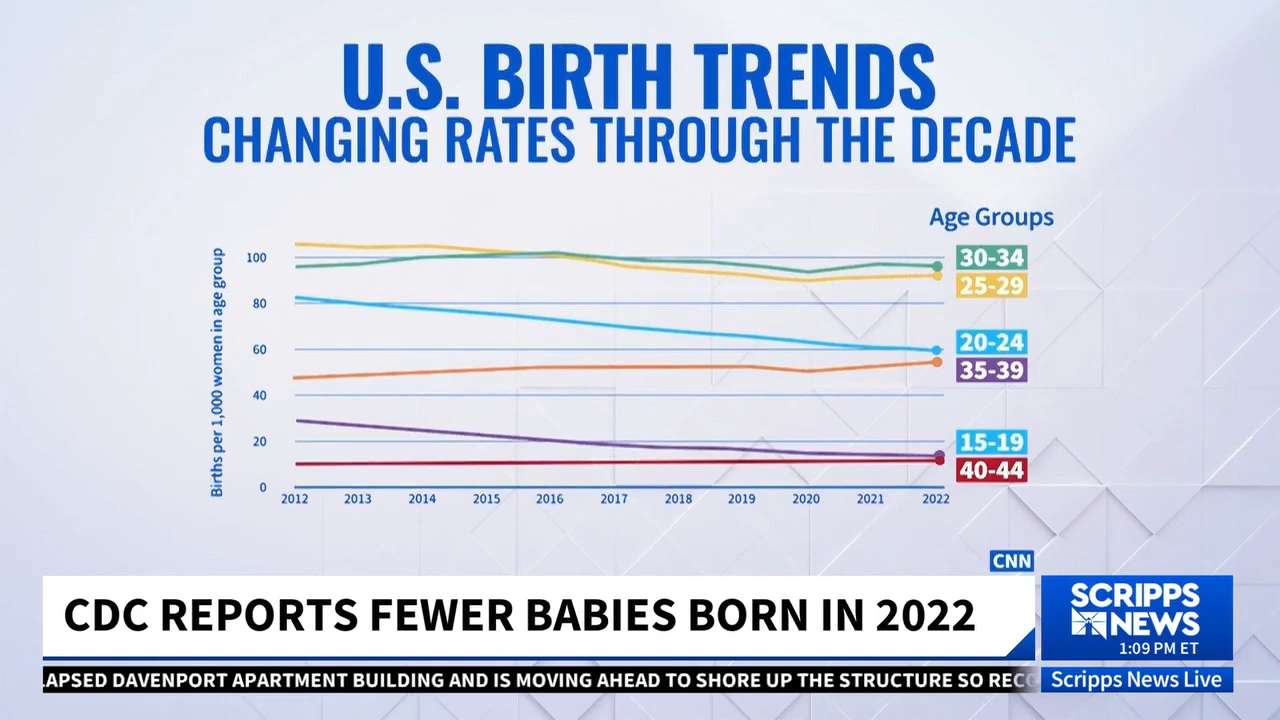 U.S. BIRTH TRENDS
CHANGING RATES THROUGH THE DECADE
Age Groups
Births per 1,000 women in age group
100
80
60
40
20
0
30-34
25-29
20-24
35-39
15-19
40-44
2012 2013 2014 2015 2016 2017 2018 2019 2020 2021 2022
CNN
CDC REPORTS FEWER BABIES BORN IN 2022
SCRIPPS
NEWS
1:09 PM ET
DAVENPORT APARTMENT BUILDING AND IS MOVING AHEAD TO SHORE UP THE STRUCTURE SO
Scripps News Live